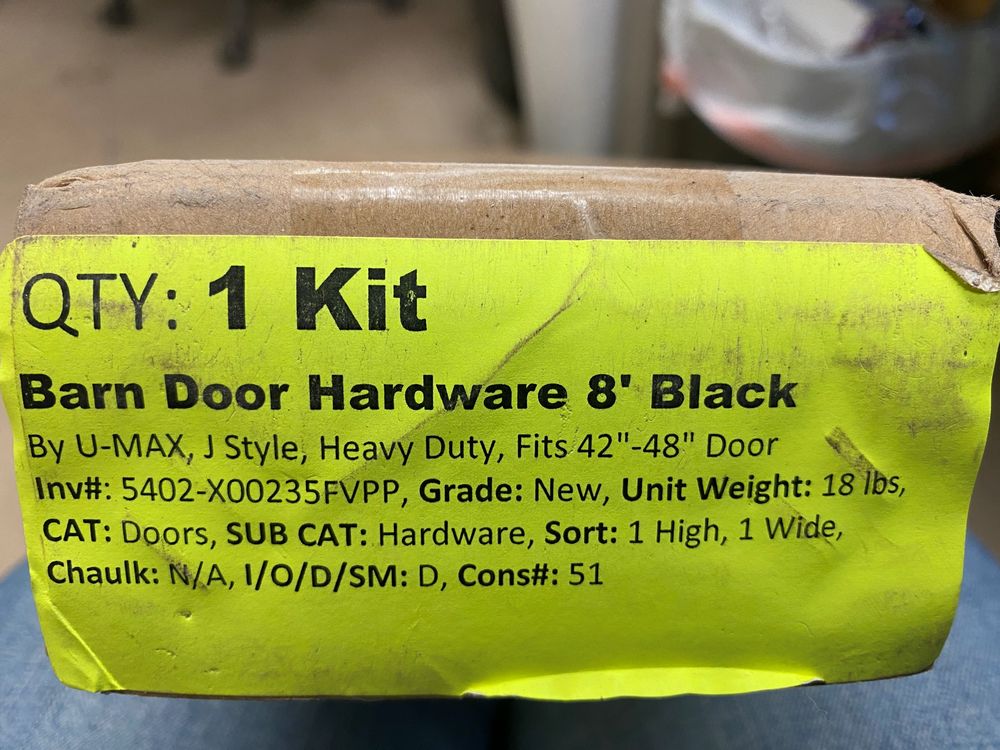 QTY: 1 Kit
Barn Door Hardware 8' Black
By U-MAX, J Style, Heavy Duty, Fits 42"-48" Door
Inv#: 5402-X00235FVPP, Grade: New, Unit Weight: 18 lbs,
CAT: Doors, SUB CAT: Hardware, Sort: 1 High, 1 Wide,
Chaulk: N/A, I/O/D/SM: D, Cons#: 51